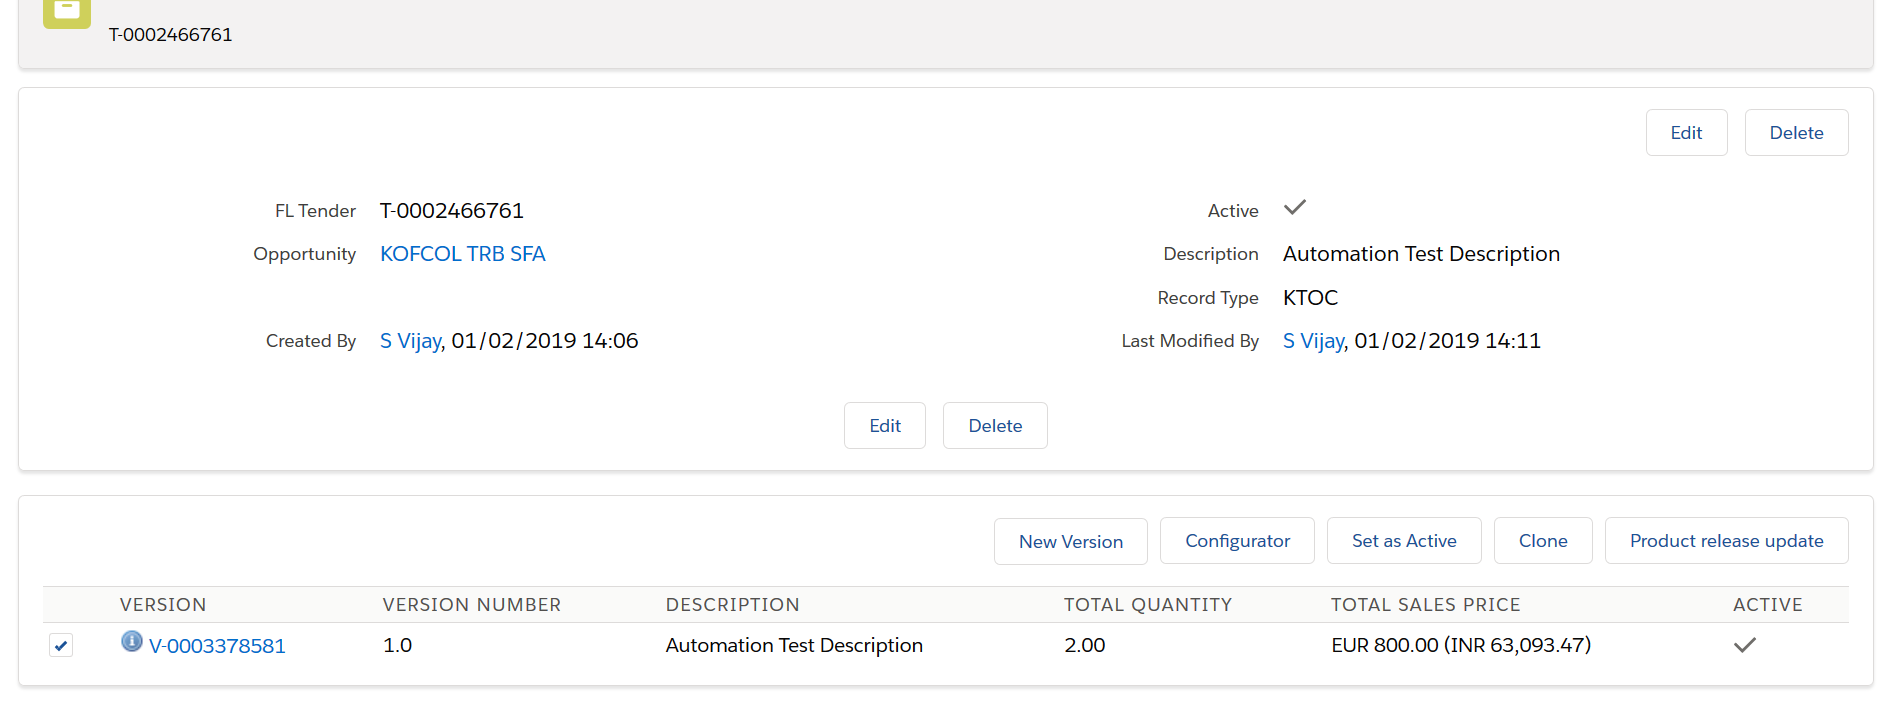 T-0002466761
Edit Delete
FL Tender T-0002466761 Active
Opportunity KOFCOL TRB SFA Description Automation Test Description
Record Type KTOC
Created By S Vijay, 01/02/2019 14:06 Last Modified By S Vijay, 01/02/2019 14:11
Edit Delete
New Version Configurator Set as Active Clone Product release update
VERSION VERSION NUMBER DESCRIPTION TOTAL QUANTITY TOTAL SALES PRICE ACTIVE
V-0003378581 1.0 Automation Test Description 2.00 EUR 800.00 (INR 63,093.47)